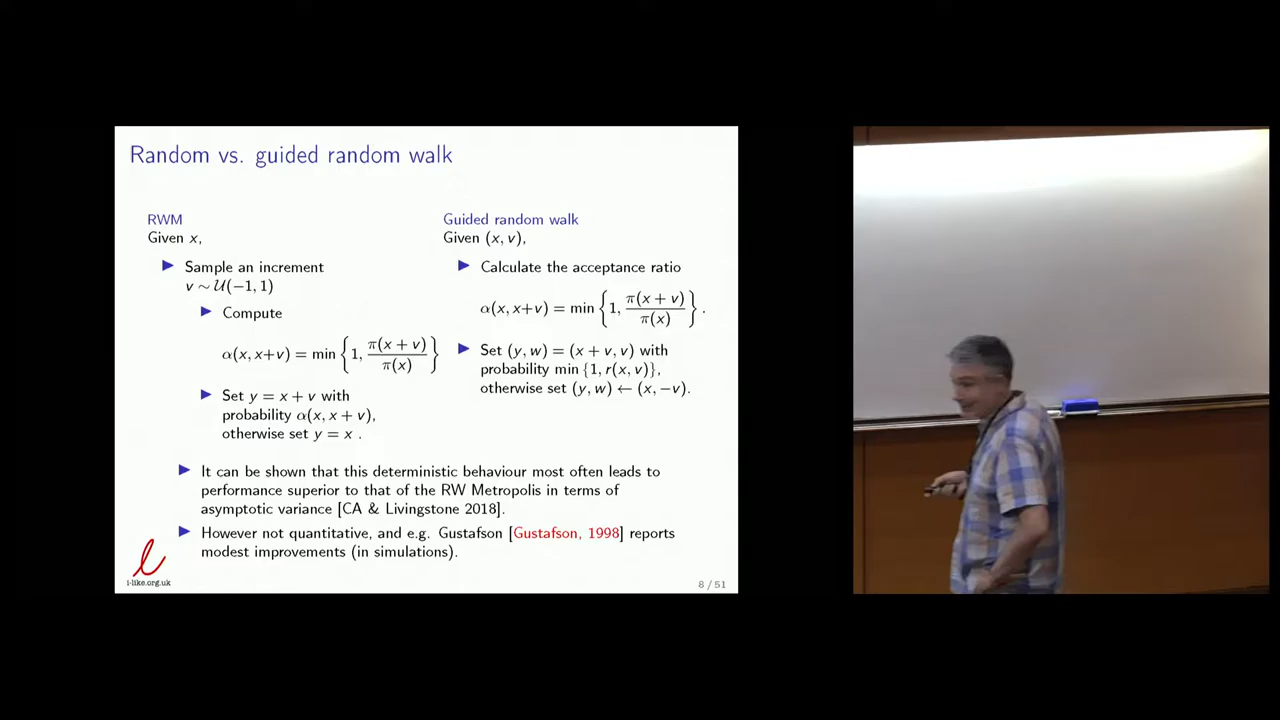 Random vs. guided random walk
RWM
Given x,
▶ Sample an increment
v ∼ 𝒰(−1, 1)
▶ Compute
α(x, x+v) = min {1, π(x + v)/π(x)}
▶ Set y = x + v with
probability α(x, x + v),
otherwise set y = x .
Guided random walk
Given (x, v),
▶ Calculate the acceptance ratio
α(x, x+v) = min {1, π(x + v)/π(x)} .
▶ Set (y, w) = (x + v, v) with
probability min {1, r(x, v)},
otherwise set (y, w) ← (x, −v).
▶ It can be shown that this deterministic behaviour most often leads to
performance superior to that of the RW Metropolis in terms of
asymptotic variance [CA & Livingstone 2018].
▶ However not quantitative, and e.g. Gustafson [Gustafson, 1998] reports
modest improvements (in simulations).
i-like.org.uk
8 / 51